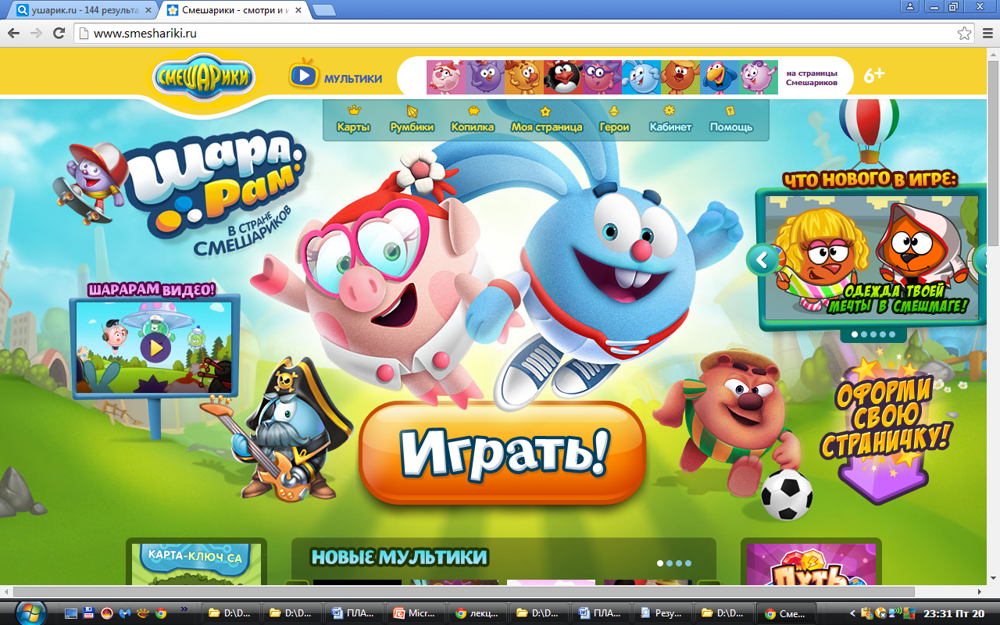 ушарик.ru - 144 результа
Смешарики - смотри и и
www.smeshariki.ru
СМЕШАРИКИ
МУЛЬТИКИ
на страницы
Смешариков
6+
Карты
Румбики
Копилка
Моя страница
Герои
Кабинет
Помощь
Шара
Рам
В СТРАНЕ
СМЕШАРИКОВ
ЧТО НОВОГО В ИГРЕ:
ОДЕЖДА ТВОЕЙ
МЕЧТЫ В СМЕШМАГЕ!
ШАРАРАМ ВИДЕО!
Играть!
ОФОРМИ
СВОЮ
СТРАНИЧКУ!
КАРТА-КЛЮЧ СА
НОВЫЕ МУЛЬТИКИ
Путь
D:\D...
D:\D...
ПЛА...
Micr...
лекц...
D:\D...
ПЛА...
Резу...
D:\D...
Сме...
23:31 Пт 20